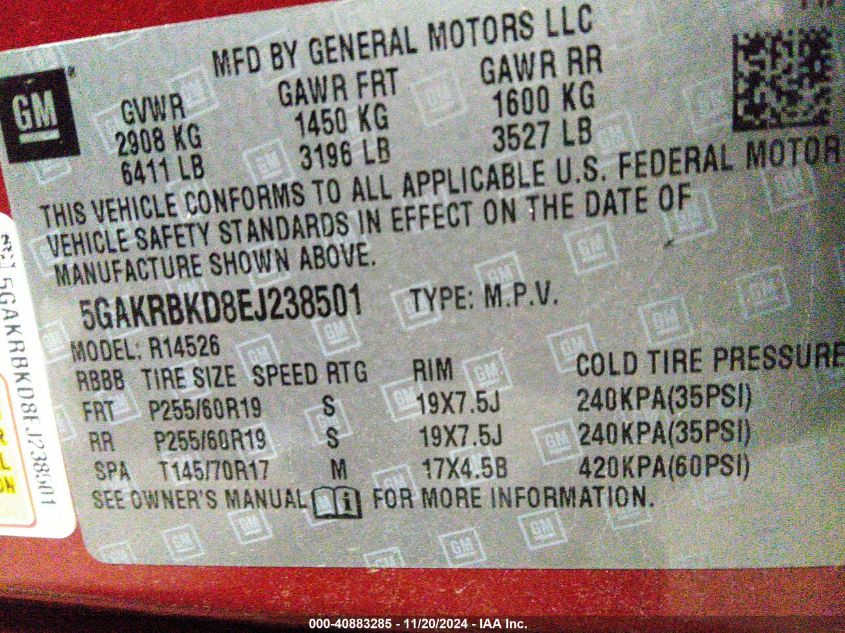 MFD BY GENERAL MOTORS LLC
GM
GVWR GAWR FRT GAWR RR
2908 KG 1450 KG 1600 KG
6411 LB 3196 LB 3527 LB
THIS VEHICLE CONFORMS TO ALL APPLICABLE U.S. FEDERAL MOTOR
VEHICLE SAFETY STANDARDS IN EFFECT ON THE DATE OF
MANUFACTURE SHOWN ABOVE.
5GAKRBKD8EJ238501 TYPE: M.P.V.
MODEL: R14526
RBBB TIRE SIZE SPEED RTG RIM COLD TIRE PRESSURE
FRT P255/60R19 S 19X7.5J 240KPA(35PSI)
RR P255/60R19 S 19X7.5J 240KPA(35PSI)
SPA T145/70R17 M 17X4.5B 420KPA(60PSI)
SEE OWNER'S MANUAL FOR MORE INFORMATION.
5GAKRBKD8EJ238501
000-40883285 - 11/20/2024 - IAA Inc.